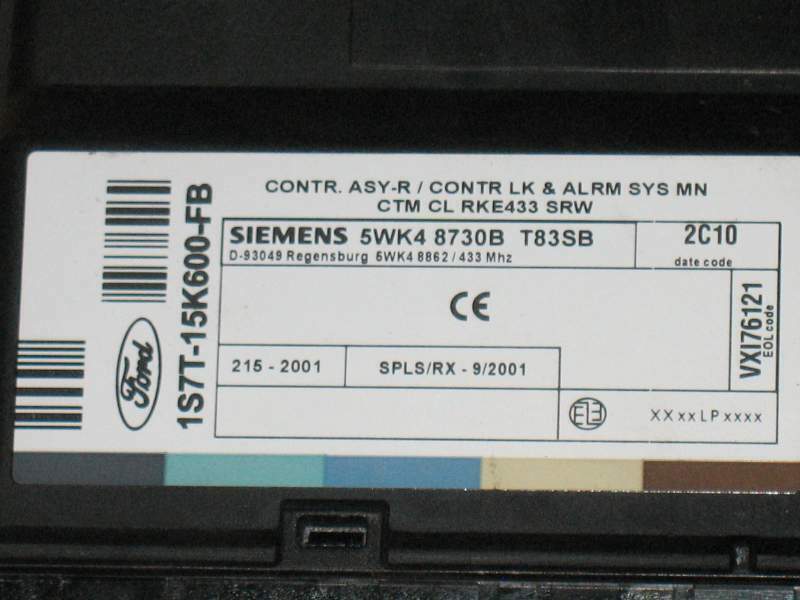 CONTR. ASY-R / CONTR LK & ALRM SYS MN
CTM CL RKE433 SRW
SIEMENS 5WK4 8730B T83SB
D-93049 Regensburg 5WK4 8862 / 433 Mhz
2C10
date code
VXI76121
EOL code
CE
215 - 2001
SPLS/RX - 9/2001
XXxxLPxxxx
Ford
1S7T-15K600-FB